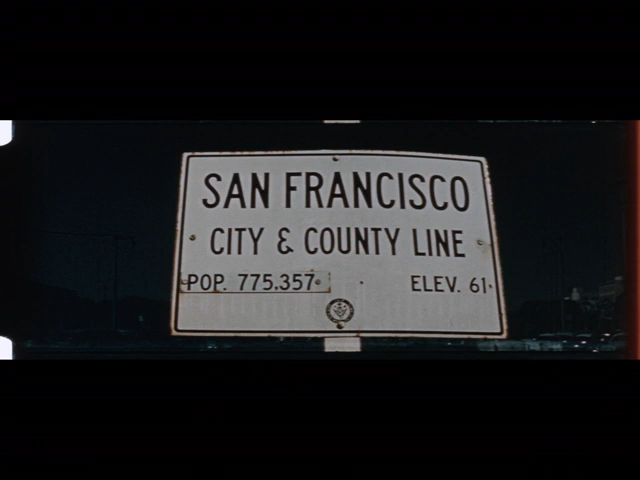 SAN FRANCISCO
CITY & COUNTY LINE
POP. 775,357 ELEV. 61